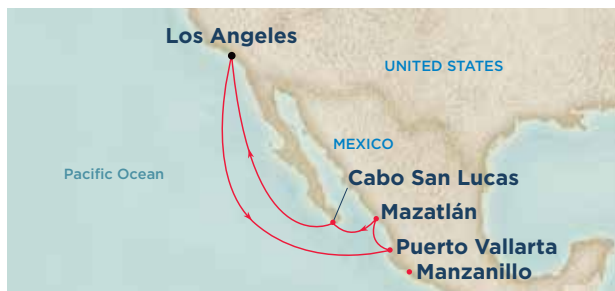 Los Angeles
UNITED STATES
MEXICO
Pacific Ocean
Cabo San Lucas
Mazatlán
Puerto Vallarta
Manzanillo